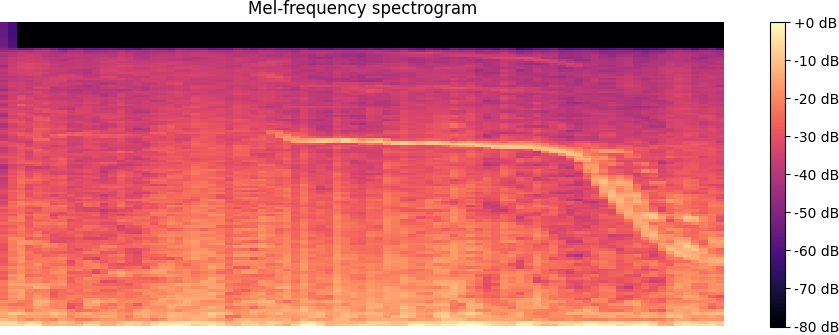 Mel-frequency spectrogram
+0 dB
-10 dB
-20 dB
-30 dB
-40 dB
-50 dB
-60 dB
-70 dB
-80 dB